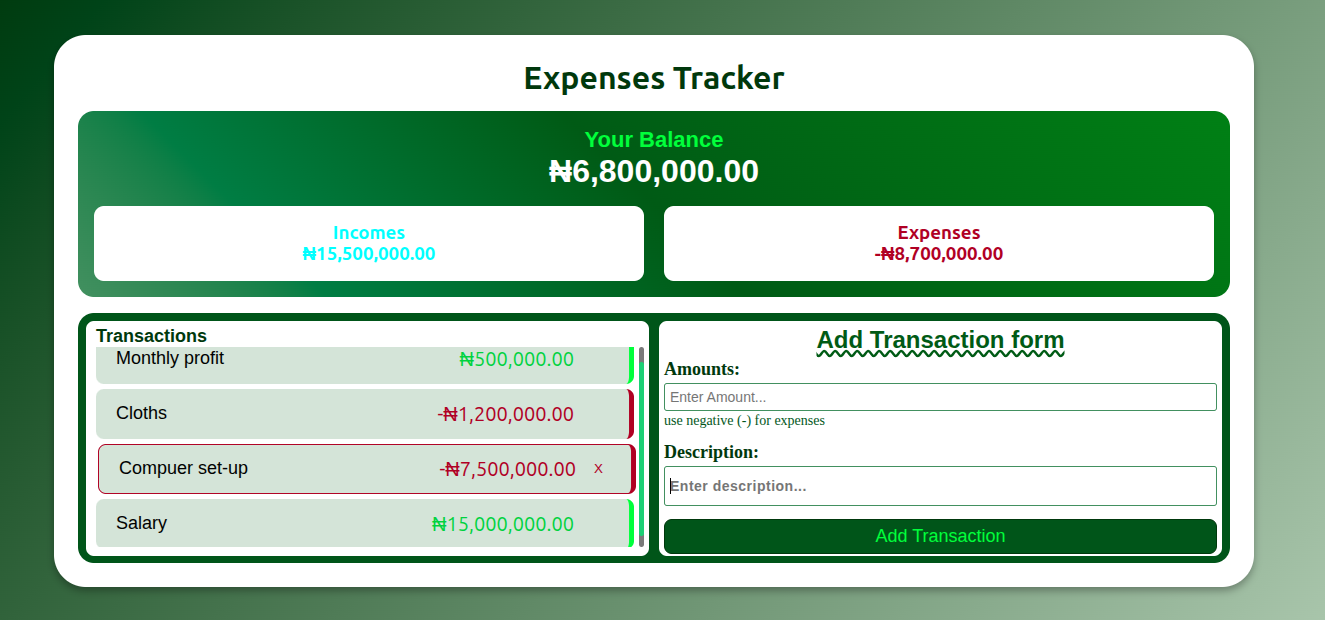 Expenses Tracker
Your Balance
₦6,800,000.00
Incomes
₦15,500,000.00
Expenses
-₦8,700,000.00
Transactions
Monthly profit ₦500,000.00
Cloths -₦1,200,000.00
Compuer set-up -₦7,500,000.00 X
Salary ₦15,000,000.00
Add Transaction form
Amounts:
Enter Amount...
use negative (-) for expenses
Description:
Enter description...
Add Transaction